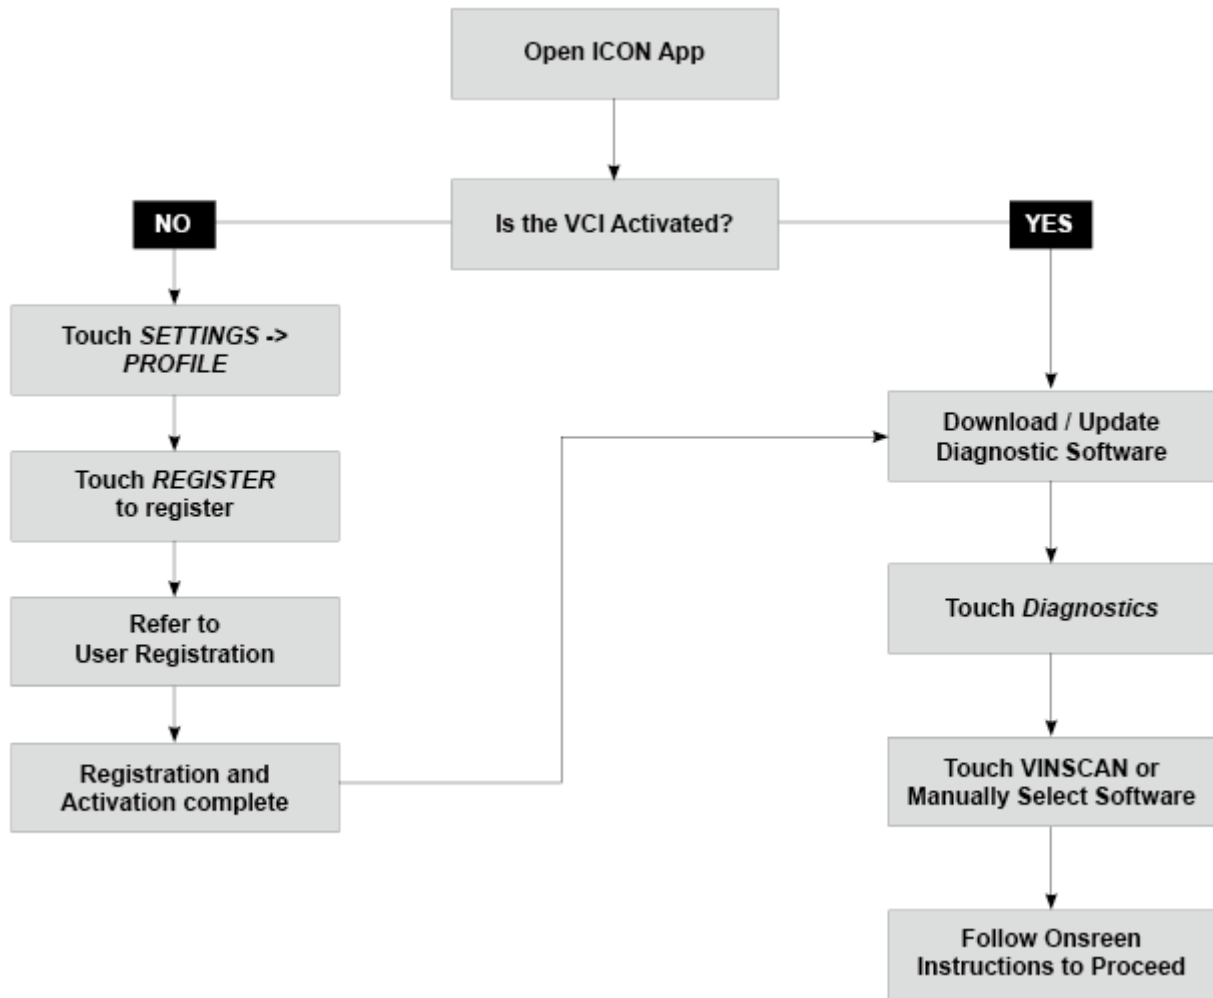 Open ICON App
NO
Is the VCI Activated?
YES
Touch SETTINGS ->
PROFILE
Touch REGISTER
to register
Refer to
User Registration
Registration and
Activation complete
Download / Update
Diagnostic Software
Touch Diagnostics
Touch VINSCAN or
Manually Select Software
Follow Onsreen
Instructions to Proceed